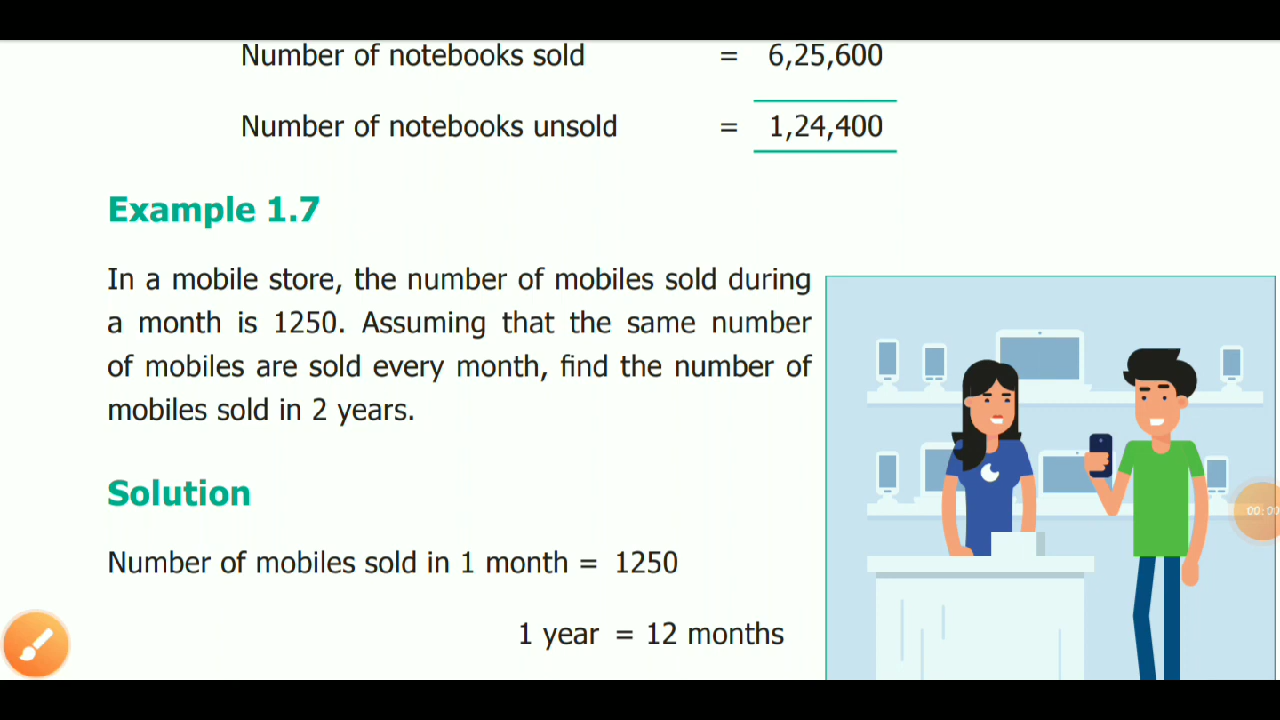 Number of notebooks sold = 6,25,600
Number of notebooks unsold = 1,24,400
Example 1.7
In a mobile store, the number of mobiles sold during
a month is 1250. Assuming that the same number
of mobiles are sold every month, find the number of
mobiles sold in 2 years.
Solution
Number of mobiles sold in 1 month = 1250
1 year = 12 months